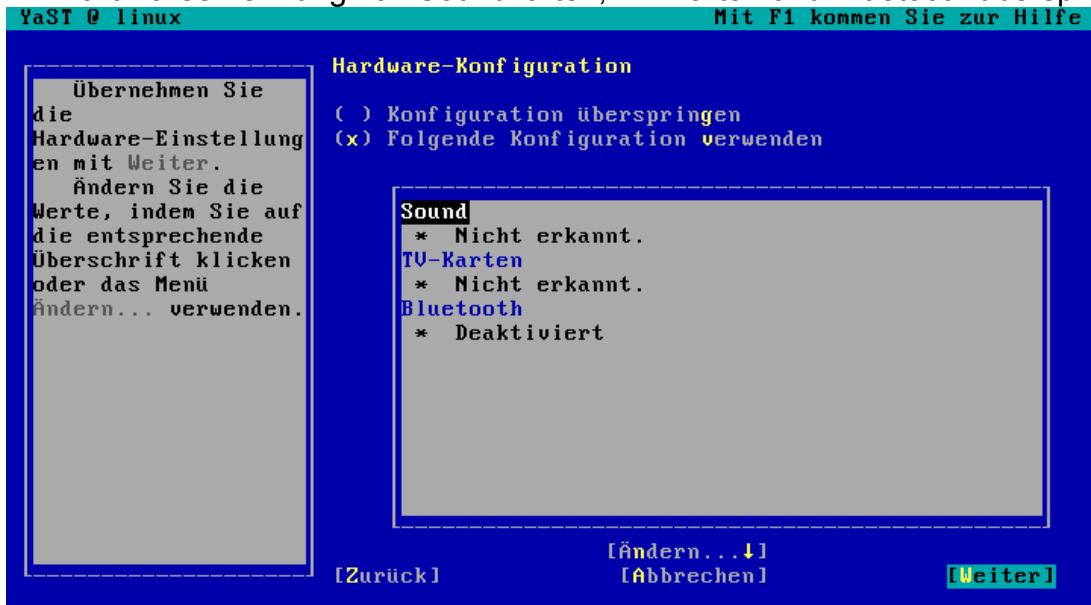 YaST @ linux Mit F1 kommen Sie zur Hilfe
Übernehmen Sie
die
Hardware-Einstellung
en mit Weiter.
Ändern Sie die
Werte, indem Sie auf
die entsprechende
Überschrift klicken
oder das Menü
Ändern... verwenden.
Hardware-Konfiguration
( ) Konfiguration überspringen
(x) Folgende Konfiguration verwenden
Sound
* Nicht erkannt.
TV-Karten
* Nicht erkannt.
Bluetooth
* Deaktiviert
[Ändern...↓]
[Zurück] [Abbrechen] [Weiter]